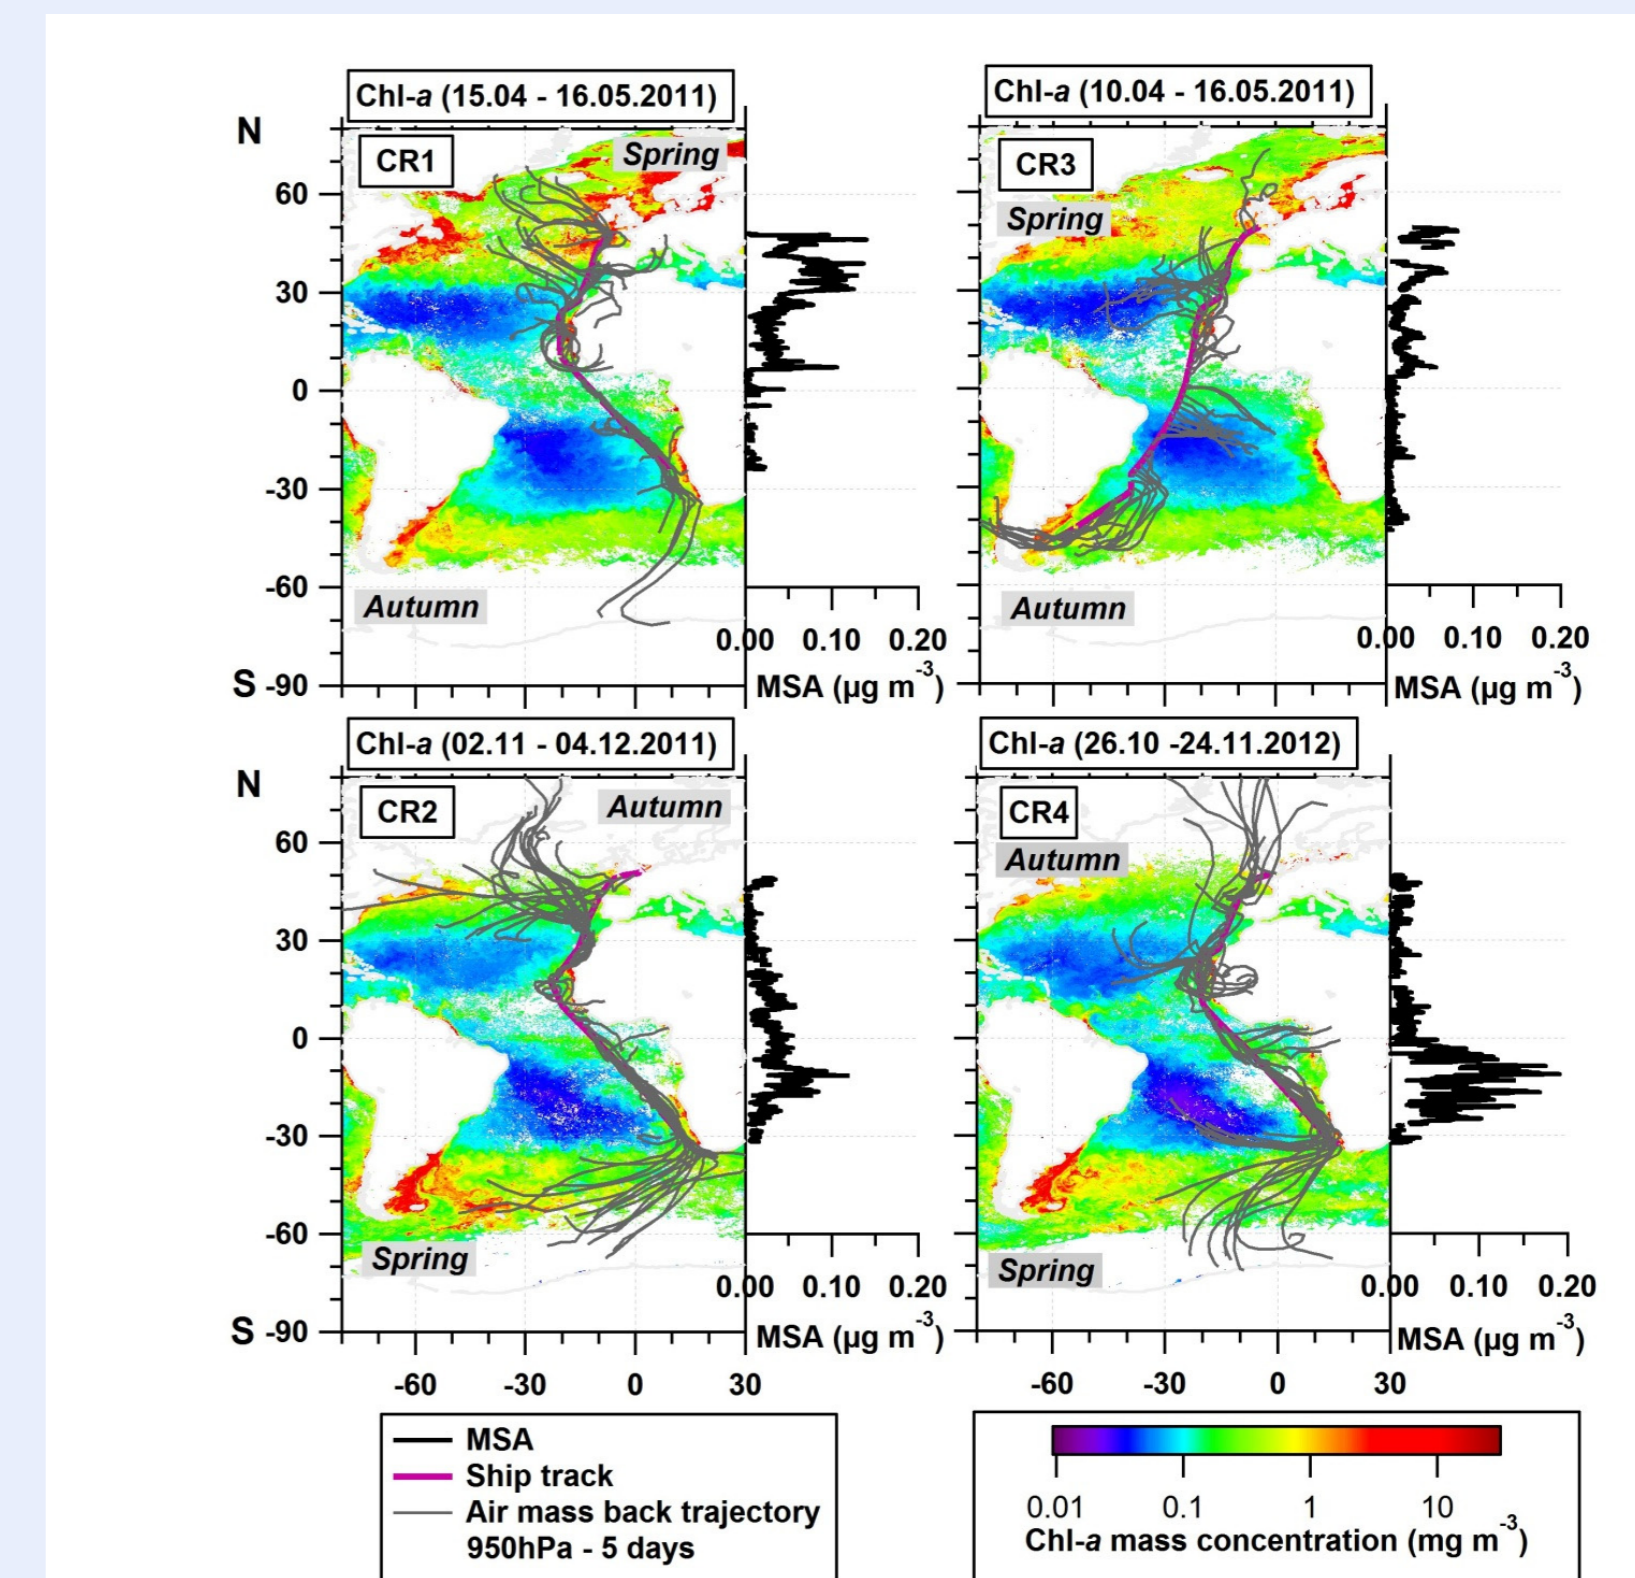 Chl-a (15.04 - 16.05.2011)
N
CR1
Spring
60
30
0
-30
-60
Autumn
S -90
0.00 0.10 0.20
MSA (µg m-3)
Chl-a (10.04 - 16.05.2011)
CR3
Spring
Autumn
0.00 0.10 0.20
MSA (µg m-3)
Chl-a (02.11 - 04.12.2011)
N
CR2
Autumn
60
30
0
-30
-60
Spring
S -90
0.00 0.10 0.20
MSA (µg m-3)
-60 -30 0 30
Chl-a (26.10 -24.11.2012)
CR4
Autumn
Spring
0.00 0.10 0.20
MSA (µg m-3)
-60 -30 0 30
MSA
Ship track
Air mass back trajectory
950hPa - 5 days
0.01 0.1 1 10
Chl-a mass concentration (mg m-3)